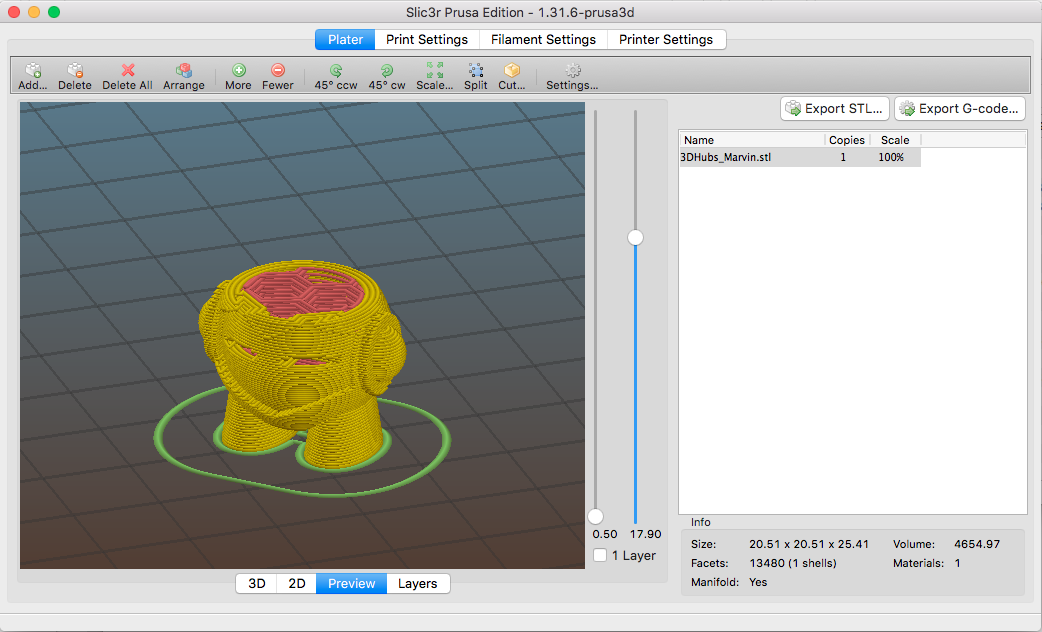 Slic3r Prusa Edition - 1.31.6-prusa3d
Plater Print Settings Filament Settings Printer Settings
Add... Delete Delete All Arrange More Fewer 45° ccw 45° cw Scale... Split Cut... Settings...
Export STL... Export G-code...
Name Copies Scale
3DHubs_Marvin.stl 1 100%
0.50 17.90
1 Layer
3D 2D Preview Layers
Info
Size: 20.51 x 20.51 x 25.41 Volume: 4654.97
Facets: 13480 (1 shells) Materials: 1
Manifold: Yes